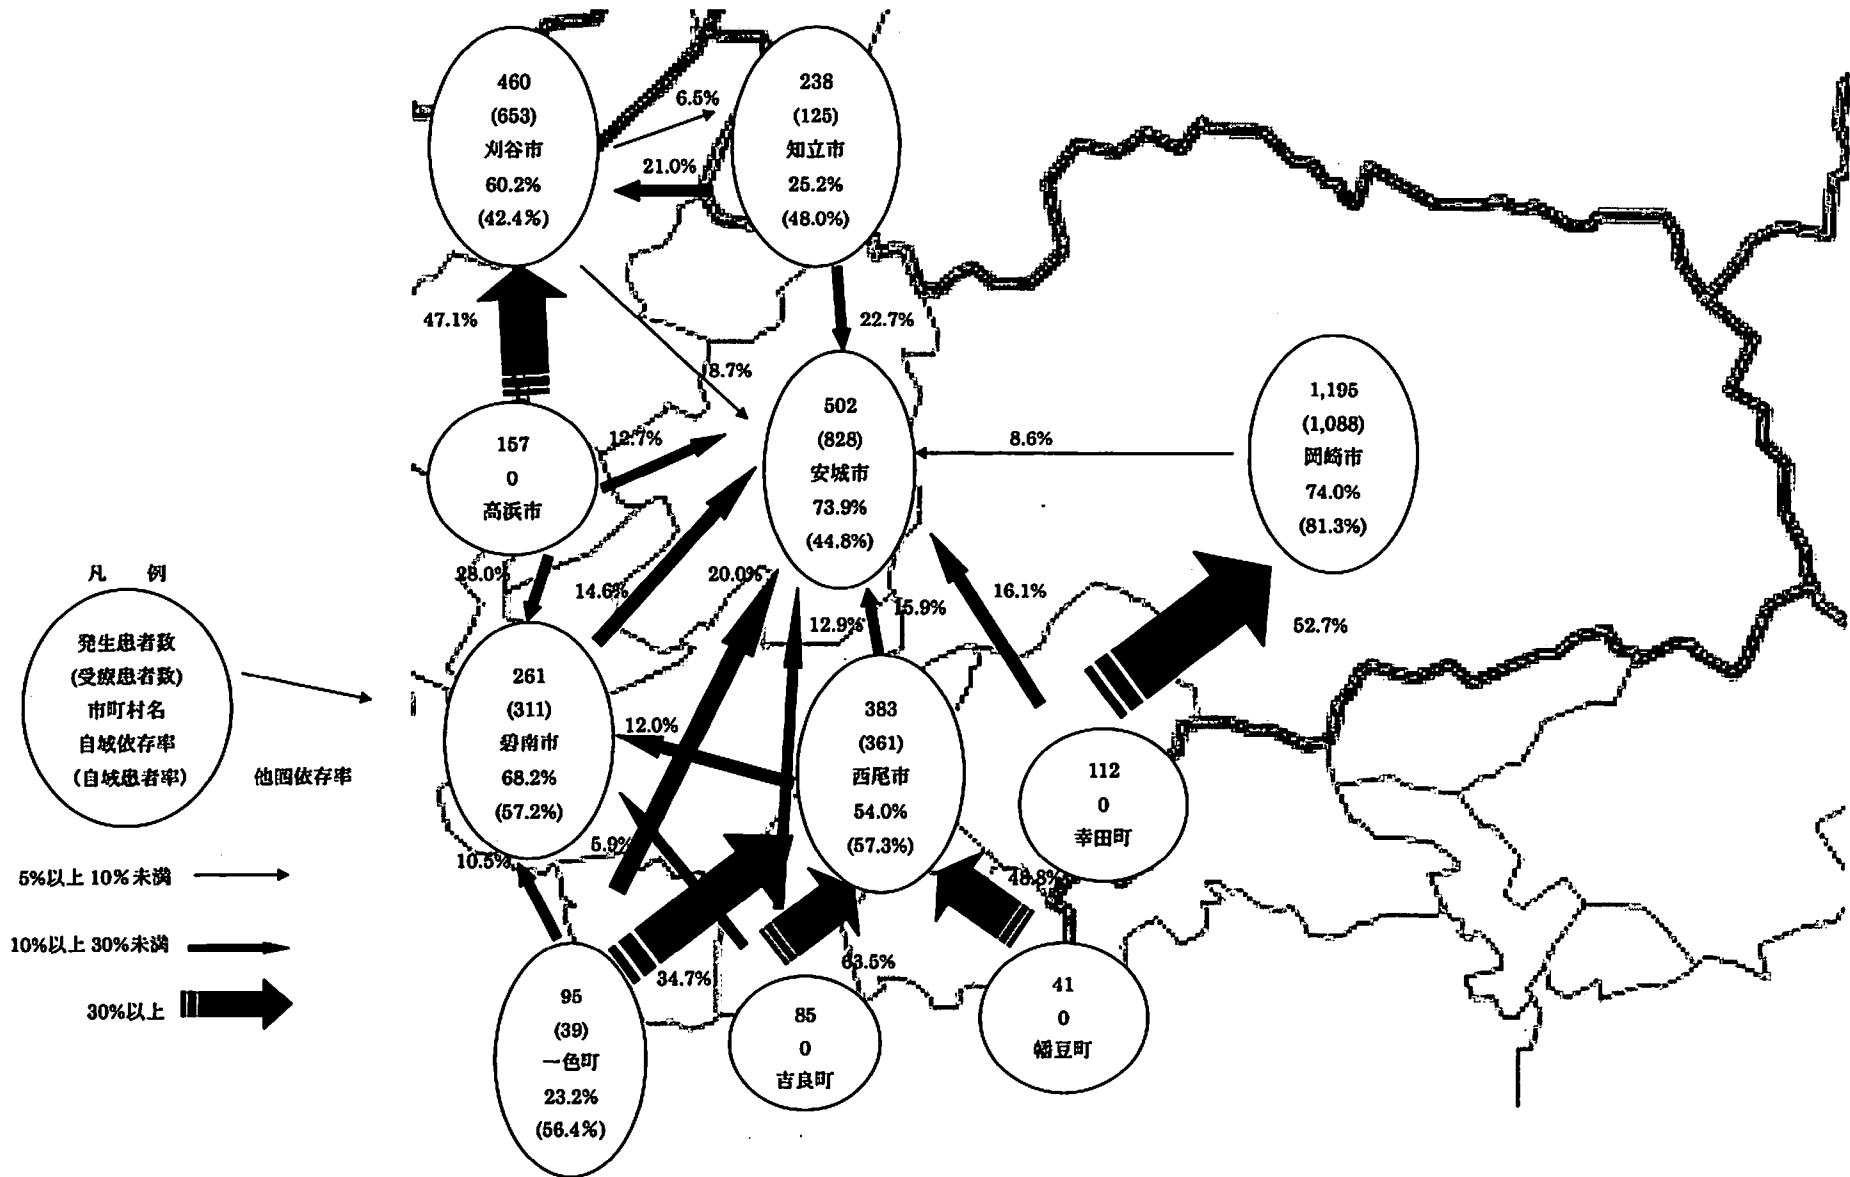 460
(653)
刈谷市
60.2%
(42.4%)
6.5%
21.0%
238
(125)
知立市
25.2%
(48.0%)
47.1%
22.7%
8.7%
157
0
高浜市
12.7%
502
(828)
安城市
73.9%
(44.8%)
8.6%
1,195
(1,088)
岡崎市
74.0%
(81.3%)
28.0%
14.6%
20.0%
12.9%
15.9%
16.1%
52.7%
凡 例
発生患者数
(受療患者数)
市町村名
自域依存率
(自域患者率)
他圏依存率
5%以上10%未満
10%以上30%未満
30%以上
261
(311)
碧南市
68.2%
(57.2%)
12.0%
383
(361)
西尾市
54.0%
(57.3%)
112
0
幸田町
10.5%
5.9%
48.8%
34.7%
63.5%
95
(39)
一色町
23.2%
(56.4%)
85
0
吉良町
41
0
幡豆町